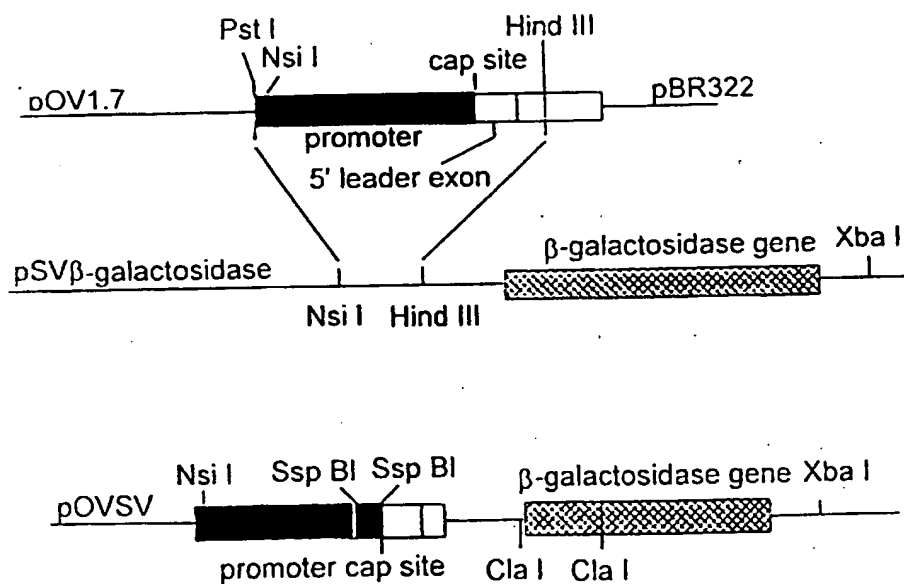 Hind III
Pst I
Nsi I
cap site
pOV1.7
pBR322
promoter
5' leader exon
β-galactosidase gene
Xba I
pSVβ-galactosidase
Nsi I
Hind III
Nsi I
Ssp BI
Ssp BI
β-galactosidase gene
Xba I
pOVSV
promoter
cap site
Cla I
Cla I